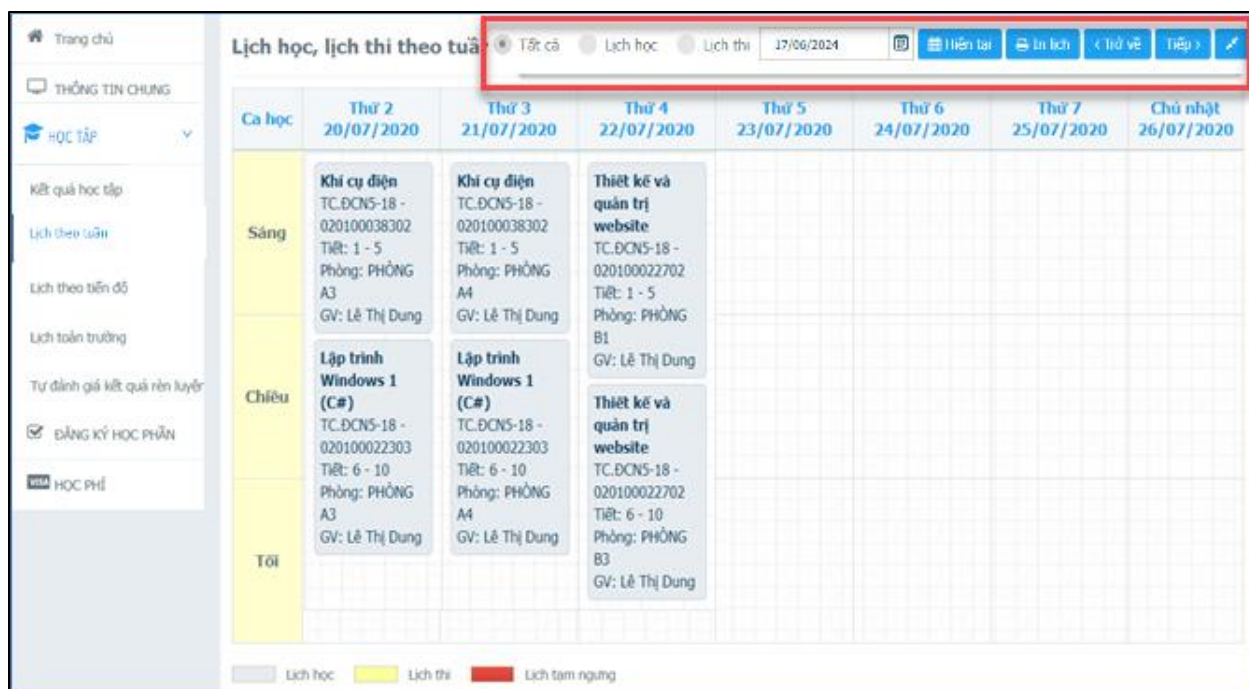 Trang chủ
THÔNG TIN CHUNG
HỌC TẬP
Kết quả học tập
Lịch theo tuần
Lịch theo tiến độ
Lịch toàn trường
Tự đánh giá kết quả rèn luyện
ĐĂNG KÝ HỌC PHẦN
VISA HỌC PHÍ
Lịch học, lịch thi theo tuần
Tất cả Lịch học Lịch thi 17/06/2024 Hiện tại In lịch Trở về Tiếp
Ca học
Thứ 2
20/07/2020
Thứ 3
21/07/2020
Thứ 4
22/07/2020
Thứ 5
23/07/2020
Thứ 6
24/07/2020
Thứ 7
25/07/2020
Chủ nhật
26/07/2020
Sáng
Khí cụ điện
TC.ĐCN5-18 -
020100038302
Tiết: 1 - 5
Phòng: PHÒNG
A3
GV: Lê Thị Dung
Khí cụ điện
TC.ĐCN5-18 -
020100038302
Tiết: 1 - 5
Phòng: PHÒNG
A4
GV: Lê Thị Dung
Thiết kế và
quản trị
website
TC.ĐCN5-18 -
020100022702
Tiết: 1 - 5
Phòng: PHÒNG
B1
GV: Lê Thị Dung
Chiều
Lập trình
Windows 1
(C#)
TC.ĐCN5-18 -
020100022303
Tiết: 6 - 10
Phòng: PHÒNG
A3
GV: Lê Thị Dung
Lập trình
Windows 1
(C#)
TC.ĐCN5-18 -
020100022303
Tiết: 6 - 10
Phòng: PHÒNG
A4
GV: Lê Thị Dung
Thiết kế và
quản trị
website
TC.ĐCN5-18 -
020100022702
Tiết: 6 - 10
Phòng: PHÒNG
B3
GV: Lê Thị Dung
Tối
Lịch học Lịch thi Lịch tạm ngưng